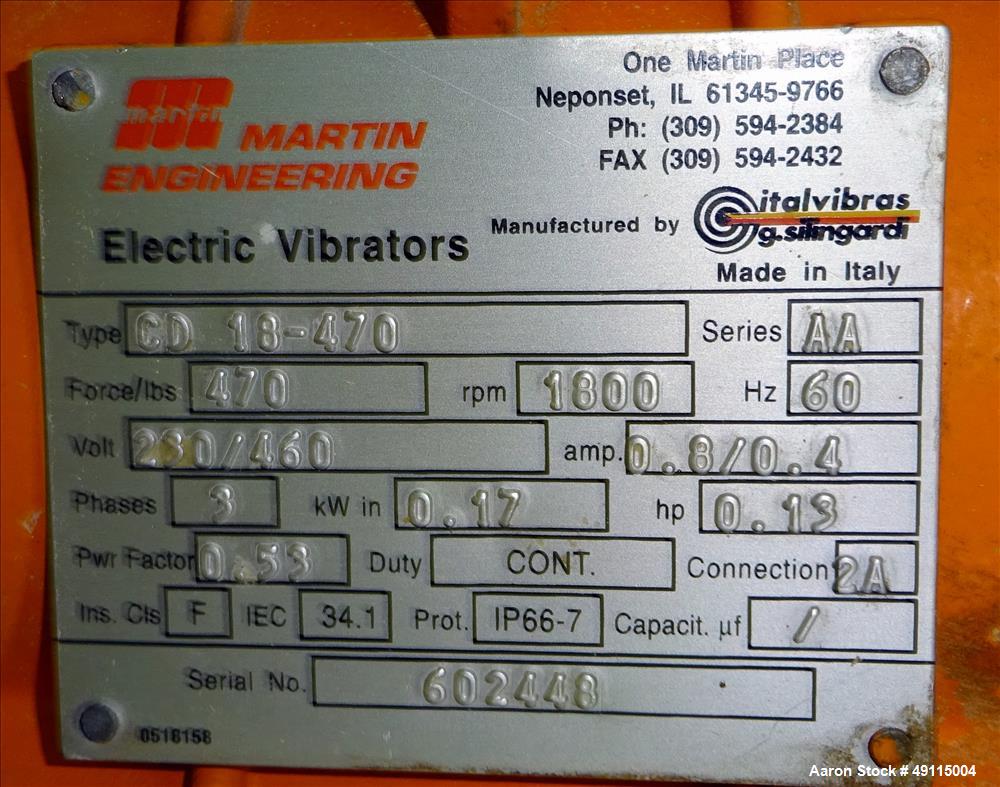 One Martin Place
Neponset, IL 61345-9766
Ph: (309) 594-2384
FAX (309) 594-2432
martin MARTIN
ENGINEERING
Electric Vibrators
Manufactured by italvibras
g.silingardi
Made in Italy
Type CD 18-470 Series AA
Force/lbs 470 rpm 1800 Hz 60
Volt 230/460 amp. 0.8/0.4
Phases 3 kW in 0.17 hp 0.13
Pwr Factor 0.53 Duty CONT. Connection 2A
Ins. Cls F IEC 34.1 Prot. IP66-7 Capacit. µf /
Serial No. 602448
0518158
Aaron Stock # 49115004